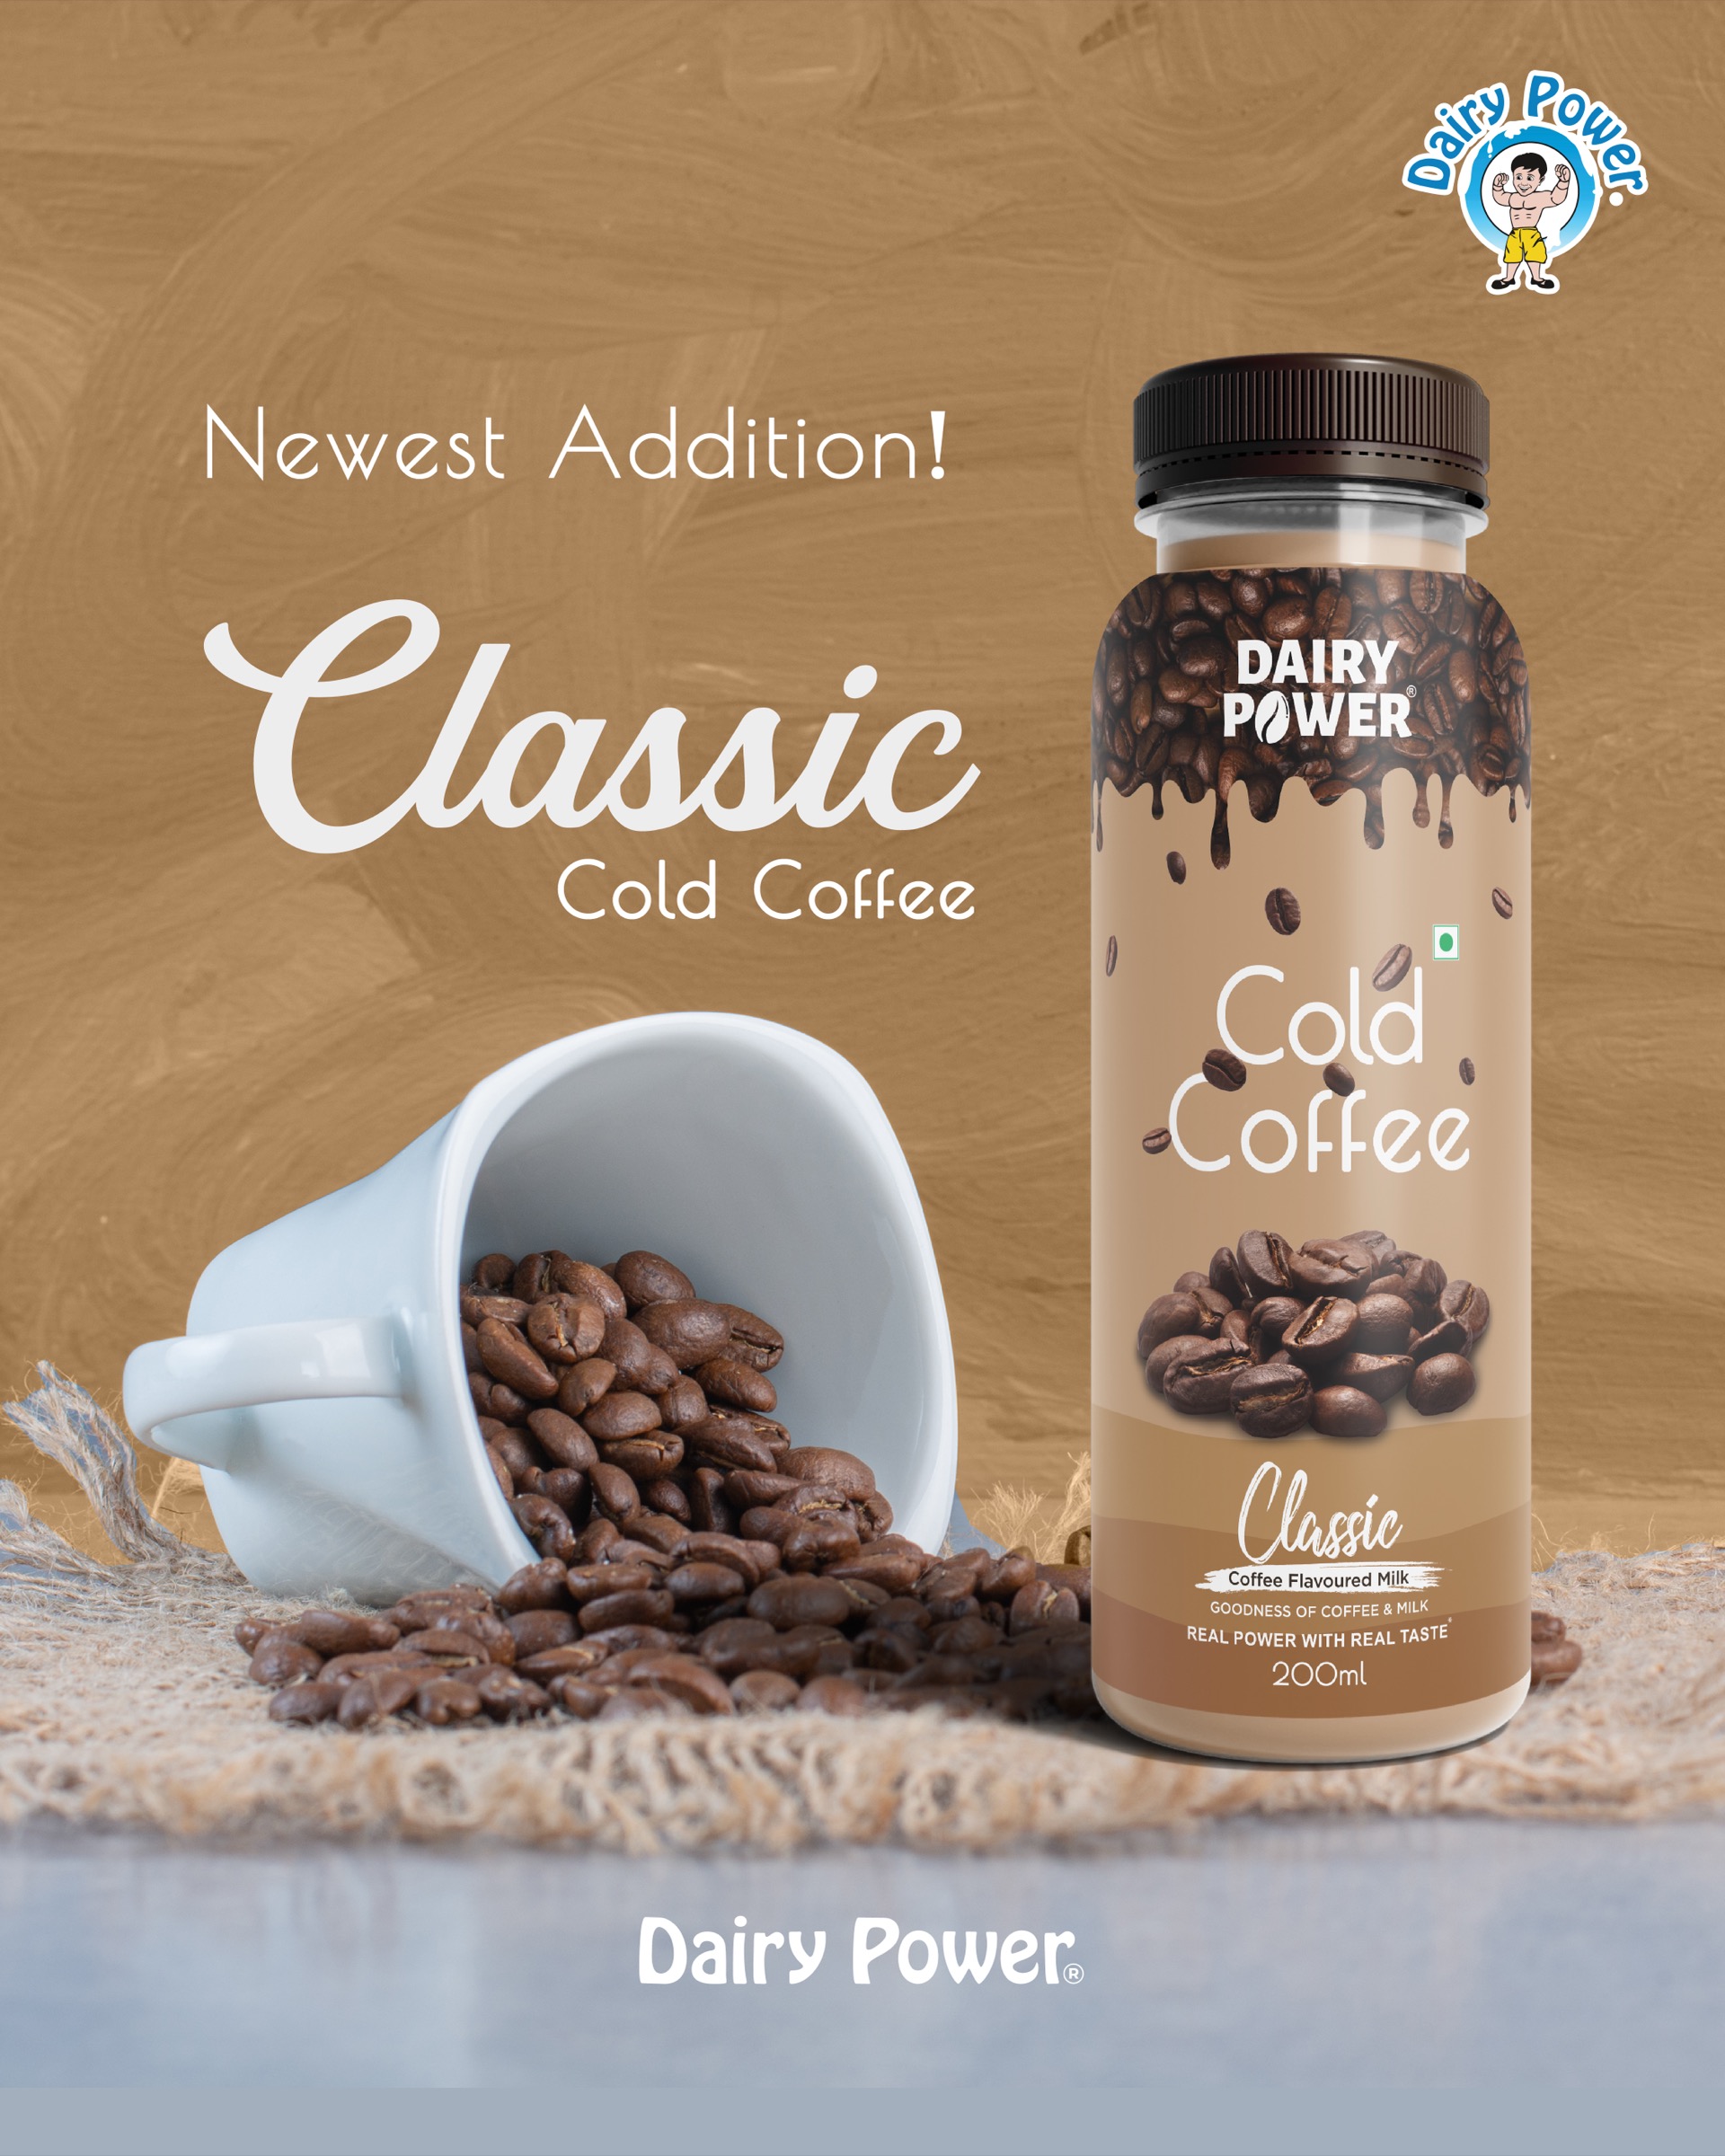 Dairy Power
Newest Addition!
Classic
Cold Coffee
DAIRY
POWER®
Cold
Coffee
Classic
Coffee Flavoured Milk
GOODNESS OF COFFEE & MILK
REAL POWER WITH REAL TASTE*
200ml
Dairy Power®